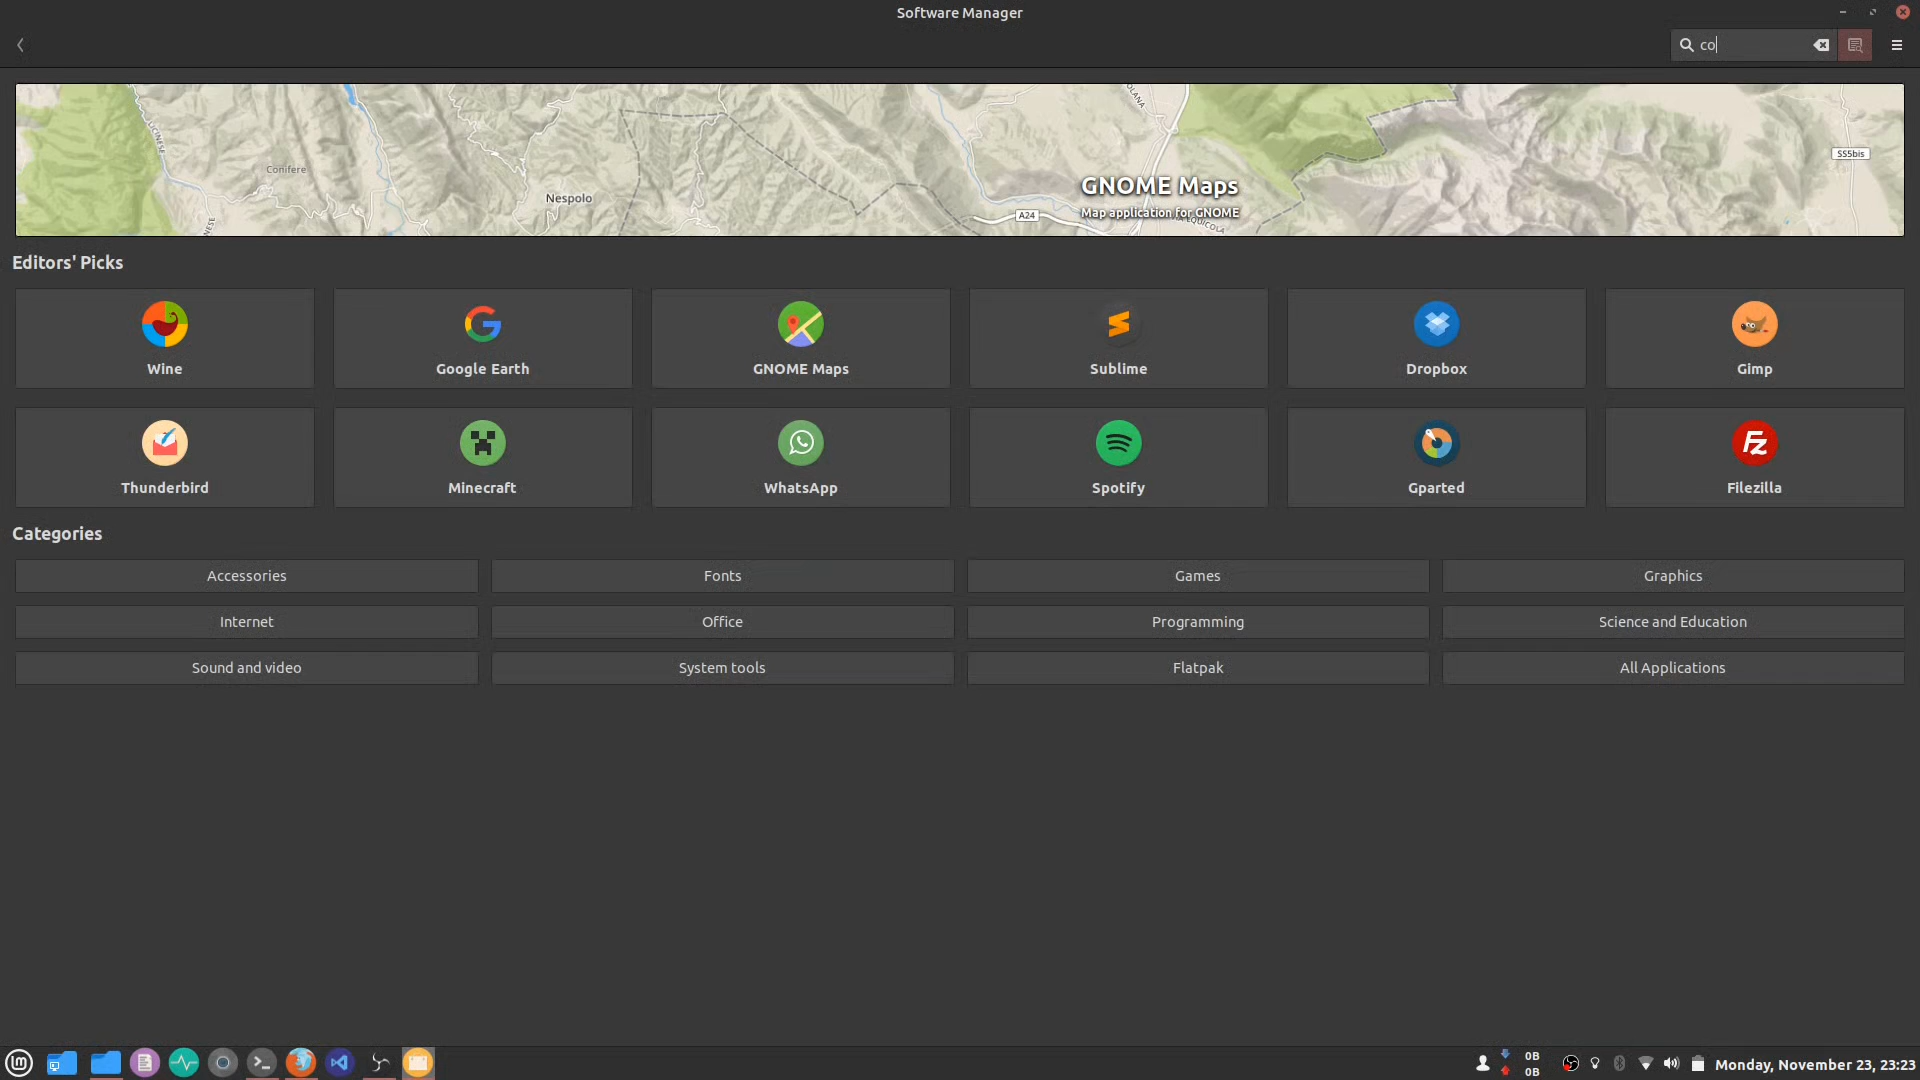 Software Manager
co
LUCINESE
Conifere
Nespolo
A24
SS5bis
GNOME Maps
Map application for GNOME
Editors' Picks
Wine
Google Earth
GNOME Maps
Sublime
Dropbox
Gimp
Thunderbird
Minecraft
WhatsApp
Spotify
Gparted
Filezilla
Categories
Accessories
Fonts
Games
Graphics
Internet
Office
Programming
Science and Education
Sound and video
System tools
Flatpak
All Applications
0B
0B
Monday, November 23, 23:23